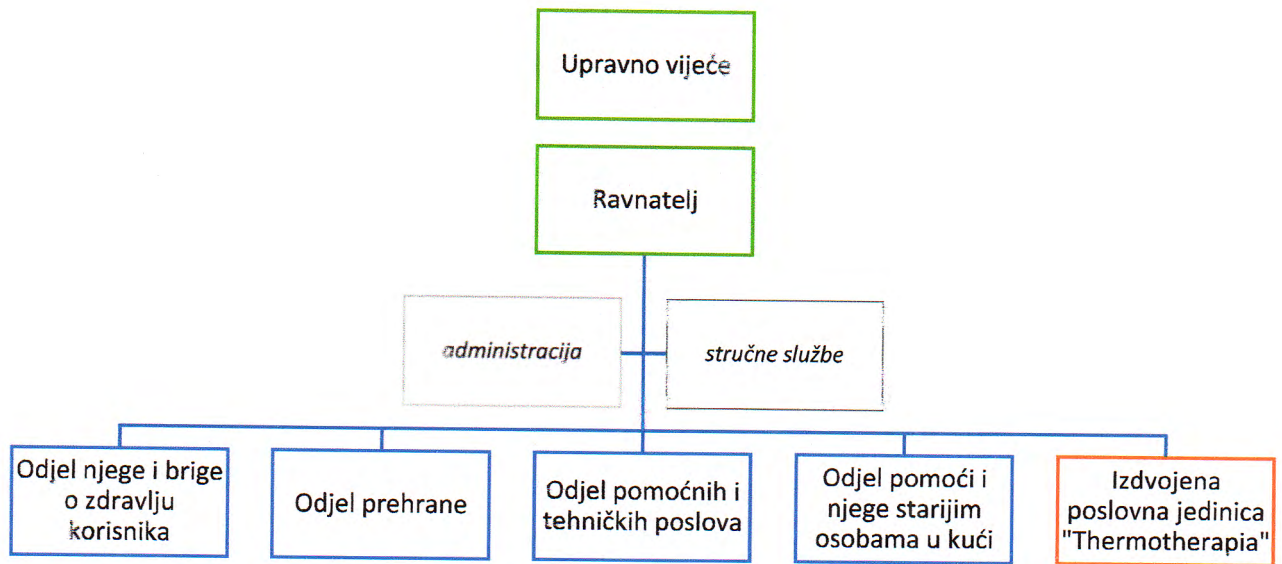 Upravno vijeće
Ravnatelj
administracija
stručne službe
Odjel njege i brige
o zdravlju
korisnika
Odjel prehrane
Odjel pomoćnih i
tehničkih poslova
Odjel pomoći i
njege starijim
osobama u kući
Izdvojena
poslovna jedinica
"Thermotherapia"